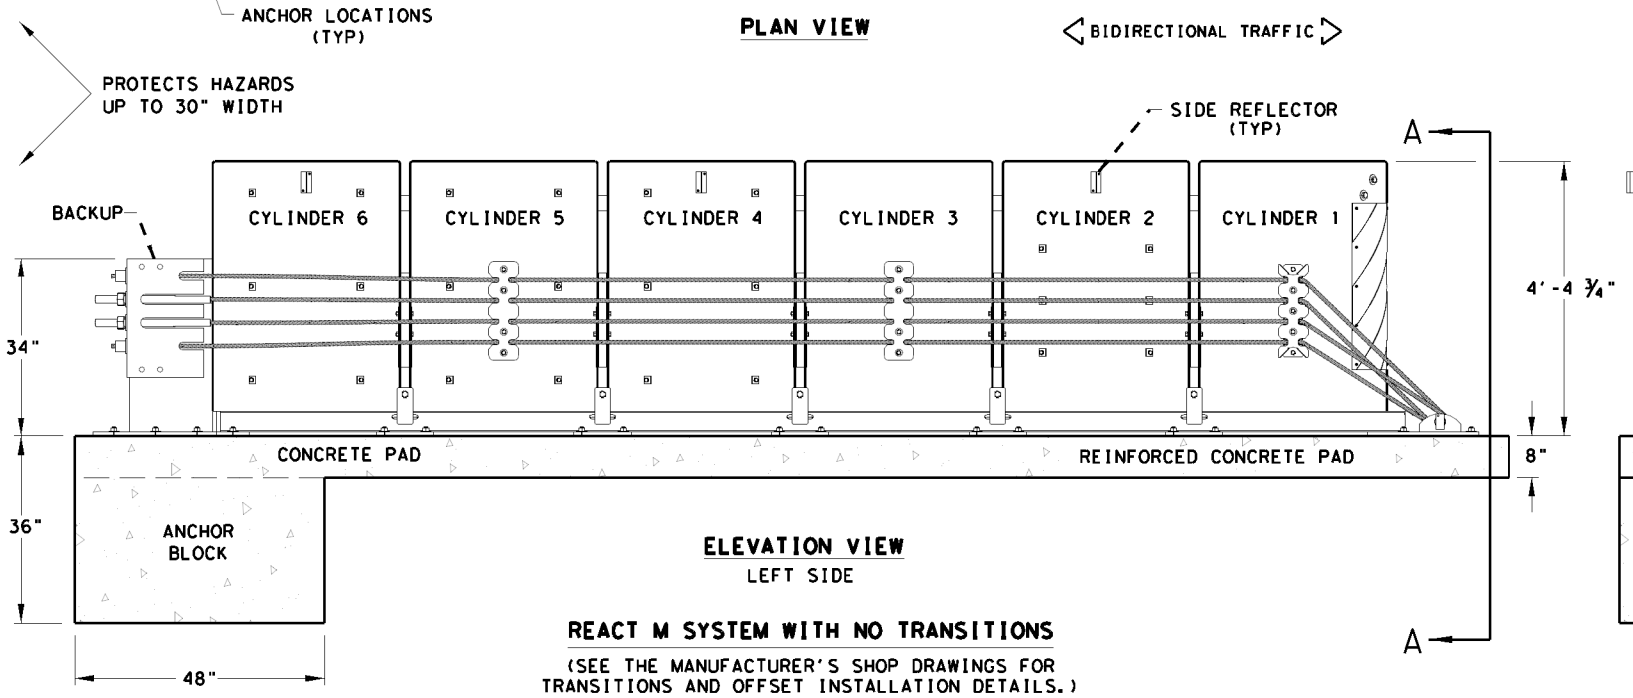 ANCHOR LOCATIONS
(TYP)
PLAN VIEW
BIDIRECTIONAL TRAFFIC
PROTECTS HAZARDS
UP TO 30" WIDTH
SIDE REFLECTOR
(TYP)
A
BACKUP
CYLINDER 6
CYLINDER 5
CYLINDER 4
CYLINDER 3
CYLINDER 2
CYLINDER 1
4'-4 3/4"
34"
CONCRETE PAD
REINFORCED CONCRETE PAD
8"
36"
ANCHOR
BLOCK
ELEVATION VIEW
LEFT SIDE
REACT M SYSTEM WITH NO TRANSITIONS
A
(SEE THE MANUFACTURER'S SHOP DRAWINGS FOR
TRANSITIONS AND OFFSET INSTALLATION DETAILS.)
48"